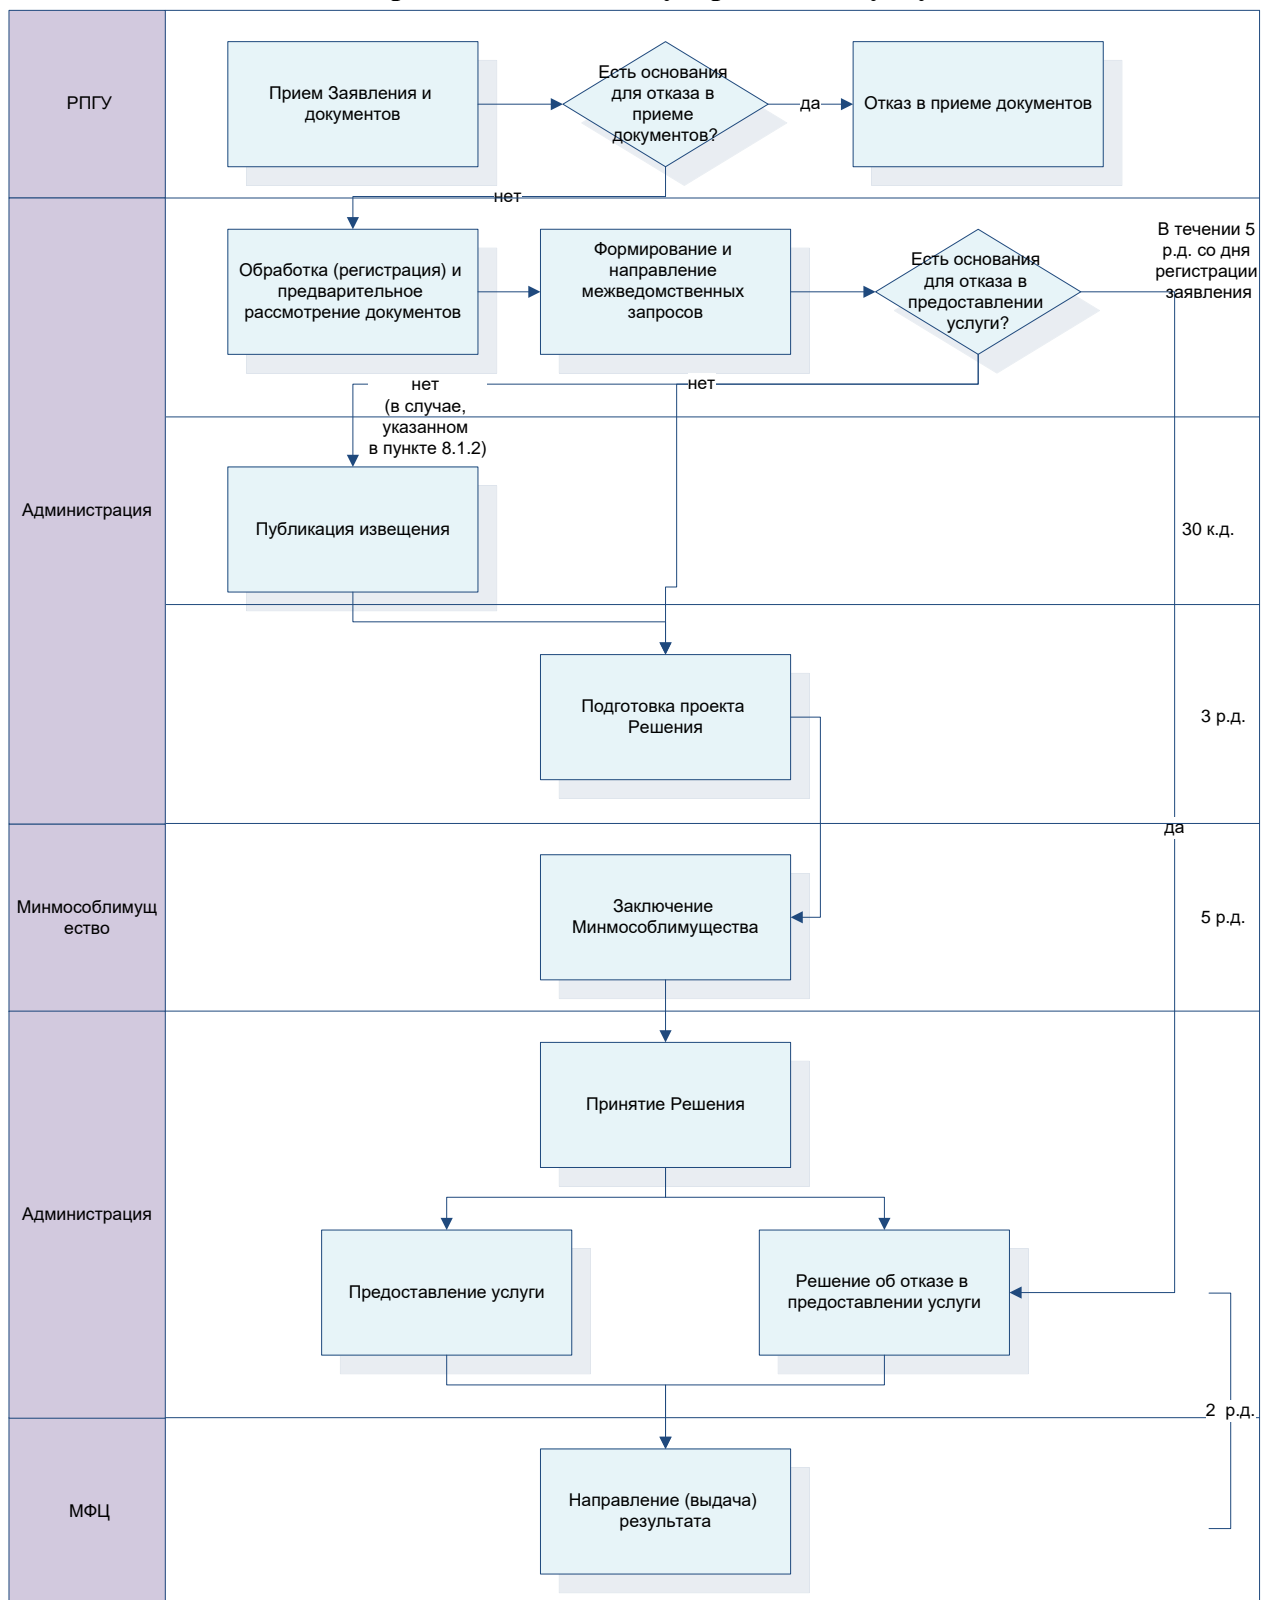 РПГУ
Прием Заявления и
документов
Есть основания
для отказа в
приеме
документов?
да
Отказ в приеме документов
нет
Администрация
Обработка (регистрация) и
предварительное
рассмотрение документов
Формирование и
направление
межведомственных
запросов
Есть основания
для отказа в
предоставлении
услуги?
В течении 5
р.д. со дня
регистрации
заявления
нет
(в случае,
указанном
в пункте 8.1.2)
нет
Публикация извещения
30 к.д.
Подготовка проекта
Решения
3 р.д.
да
Минмособлимущ
ество
Заключение
Минмособлимущества
5 р.д.
Администрация
Принятие Решения
Предоставление услуги
Решение об отказе в
предоставлении услуги
2 р.д.
МФЦ
Направление (выдача)
результата